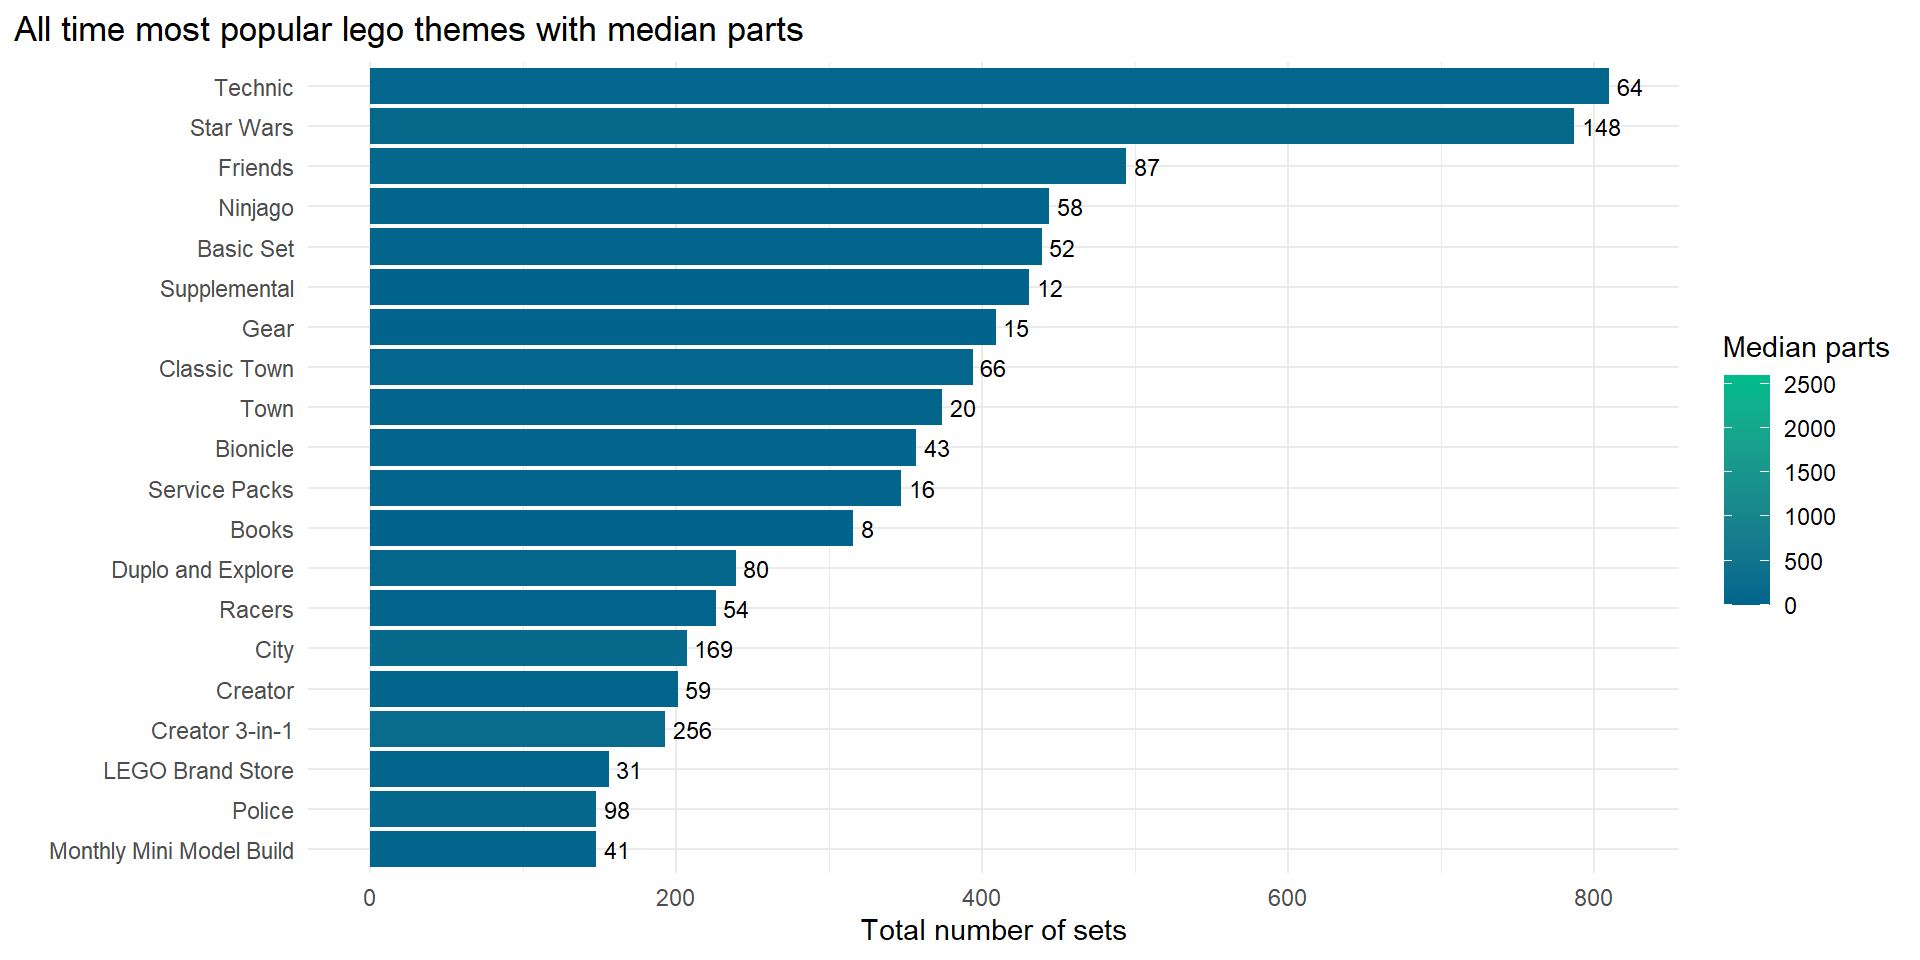 All time most popular lego themes with median parts
Technic 64
Star Wars 148
Friends 87
Ninjago 58
Basic Set 52
Supplemental 12
Gear 15
Classic Town 66
Town 20
Bionicle 43
Service Packs 16
Books 8
Duplo and Explore 80
Racers 54
City 169
Creator 59
Creator 3-in-1 256
LEGO Brand Store 31
Police 98
Monthly Mini Model Build 41
0 200 400 600 800
Total number of sets
Median parts
2500
2000
1500
1000
500
0